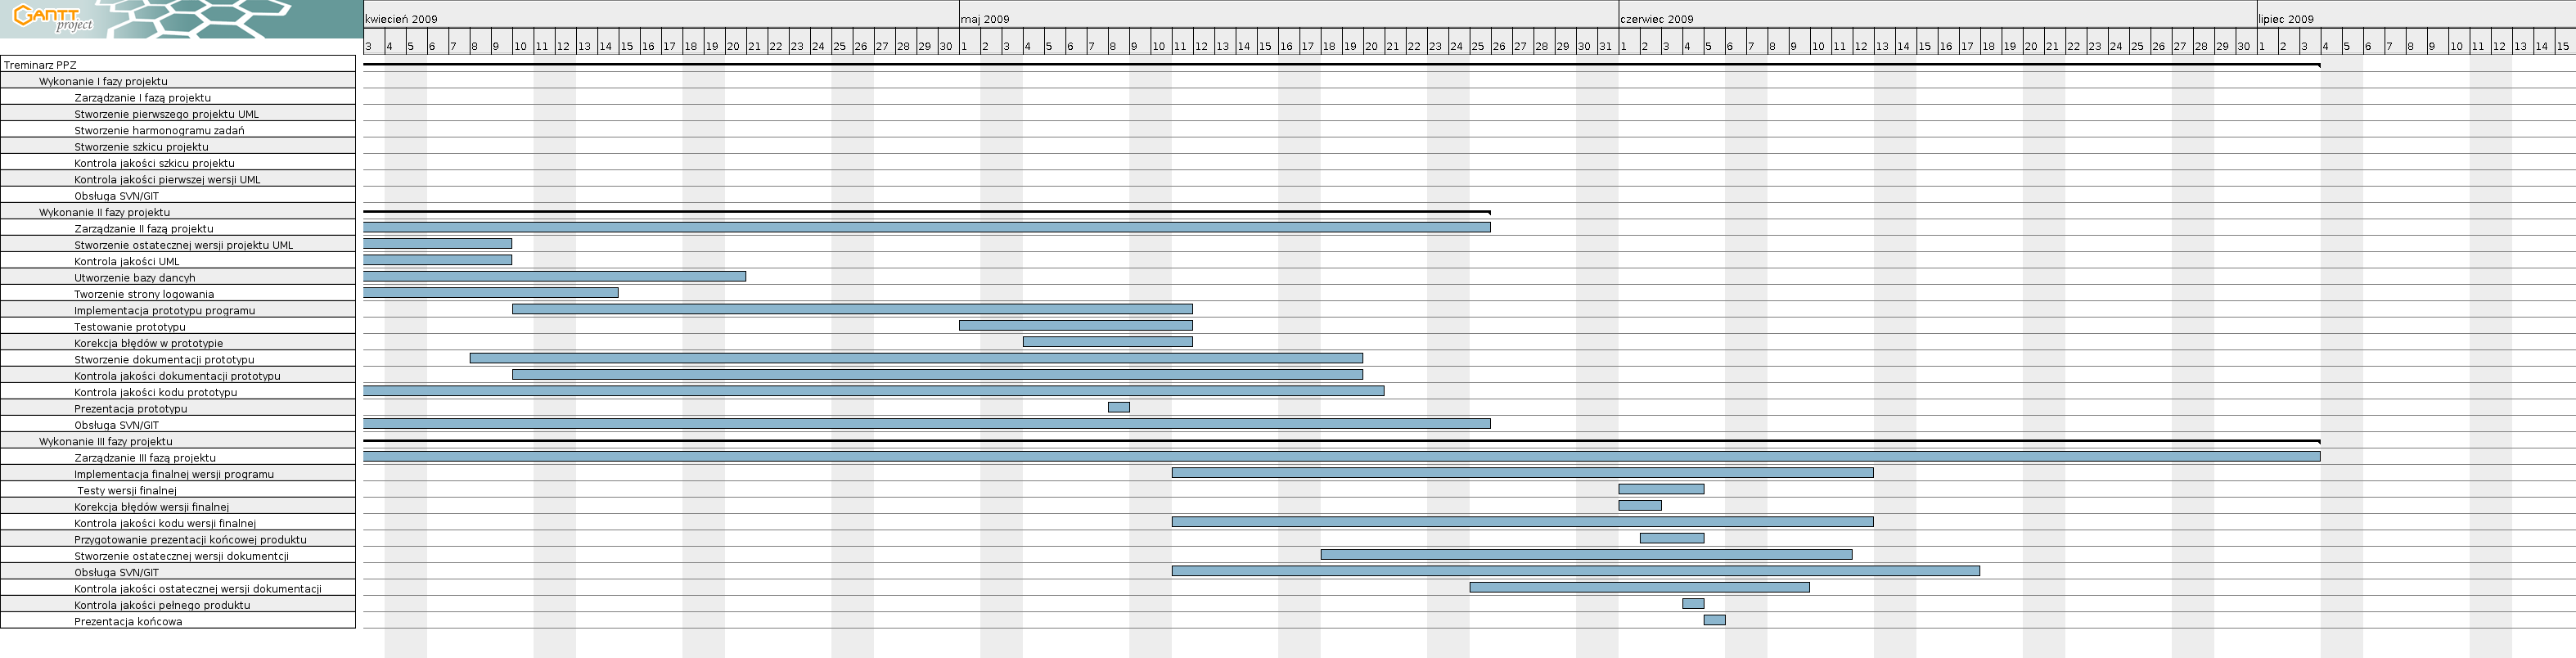 GANTT
project
kwiecień 2009 maj 2009 czerwiec 2009 lipiec 2009
3 4 5 6 7 8 9 10 11 12 13 14 15 16 17 18 19 20 21 22 23 24 25 26 27 28 29 30 1 2 3 4 5 6 7 8 9 10 11 12 13 14 15 16 17 18 19 20 21 22 23 24 25 26 27 28 29 30 31 1 2 3 4 5 6 7 8 9 10 11 12 13 14 15 16 17 18 19 20 21 22 23 24 25 26 27 28 29 30 1 2 3 4 5 6 7 8 9 10 11 12 13 14 15
Treminarz PPZ
Wykonanie I fazy projektu
Zarządzanie I fazą projektu
Stworzenie pierwszego projektu UML
Stworzenie harmonogramu zadań
Stworzenie szkicu projektu
Kontrola jakości szkicu projektu
Kontrola jakości pierwszej wersji UML
Obsługa SVN/GIT
Wykonanie II fazy projektu
Zarządzanie II fazą projektu
Stworzenie ostatecznej wersji projektu UML
Kontrola jakości UML
Utworzenie bazy dancyh
Tworzenie strony logowania
Implementacja prototypu programu
Testowanie prototypu
Korekcja błędów w prototypie
Stworzenie dokumentacji prototypu
Kontrola jakości dokumentacji prototypu
Kontrola jakości kodu prototypu
Prezentacja prototypu
Obsługa SVN/GIT
Wykonanie III fazy projektu
Zarządzanie III fazą projektu
Implementacja finalnej wersji programu
Testy wersji finalnej
Korekcja błędów wersji finalnej
Kontrola jakości kodu wersji finalnej
Przygotowanie prezentacji końcowej produktu
Stworzenie ostatecznej wersji dokumentcji
Obsługa SVN/GIT
Kontrola jakości ostatecznej wersji dokumentacji
Kontrola jakości pełnego produktu
Prezentacja końcowa